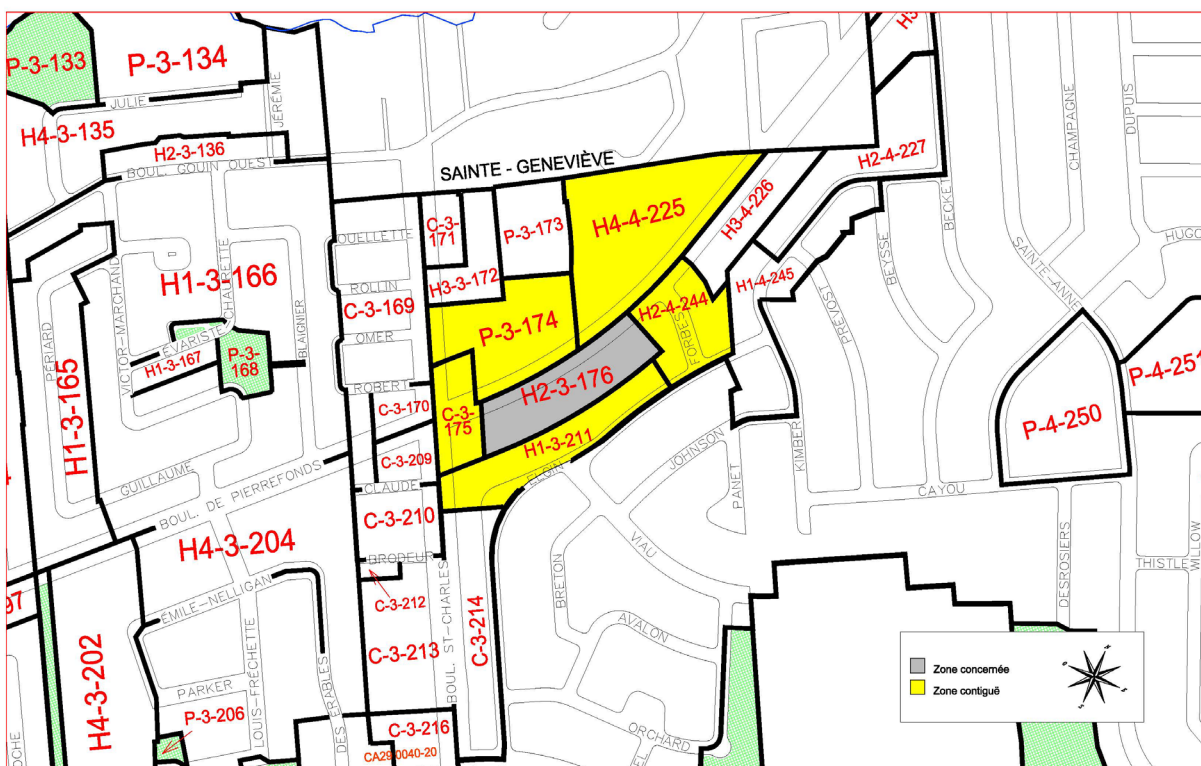 P-3-133
P-3-134
H3
JULIE
JÉRÉMIE
H4-3-135
H2-3-136
BOUL. GOUIN OUEST
SAINTE - GENEVIÈVE
H2-4-227
CHAMPAGNE
DUPUIS
C-3-
171
P-3-173
H4-4-225
H3-4-226
BECKE
OUELLETTE
HUGO
VICTOR-MARCHAND
CHARETTE
H1-3-166
ROLLIN
H3-3-172
H1-4-245
BEYSSE
SAINTE-ANNE
C-3-169
P-3-174
H2-4-244
PRÉVOST
PÉRIARD
ÉVARISTE
BLAIGNIER
OMER
FORBES
H1-3-167
P-3-
168
H1-3-165
ROBERT
H2-3-176
P-4-251
C-3-170
C-3-
175
P-4-250
H1-3-211
GUILLAUME
BOUL. DE PIERREFONDS
C-3-209
ELGIN
JOHNSON
KIMBER
CLAUDE
PANET
CAYOU
C-3-210
H4-3-204
VIAU
BRODEUR
BRETON
DESROSIERS
THISTLE
WILLOW
97
ÉMILE-NELLIGAN
C-3-212
BOUL. ST-CHARLES
C-3-214
AVALON
H4-3-202
LOUIS-FRÉCHETTE
DES ÉRABLES
C-3-213
Zone concernée
Zone contiguë
N
O
E
S
PARKER
P-3-206
C-3-216
CA29 0040-20
ORCHARD